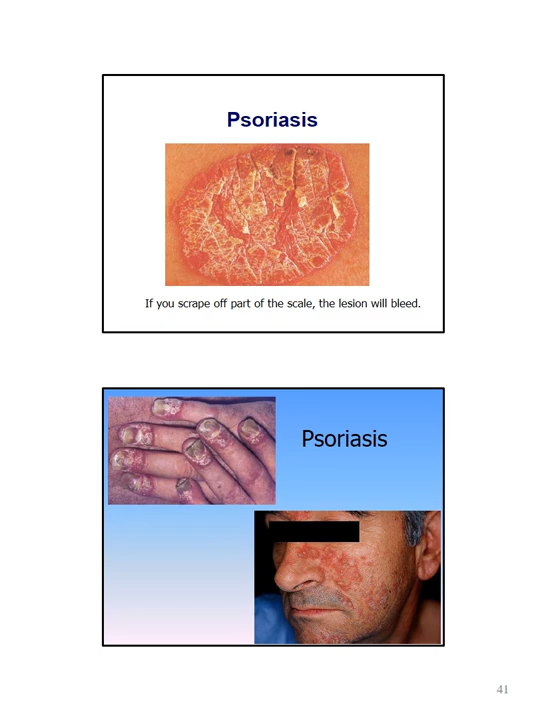 Psoriasis
If you scrape off part of the scale, the lesion will bleed.
Psoriasis
41